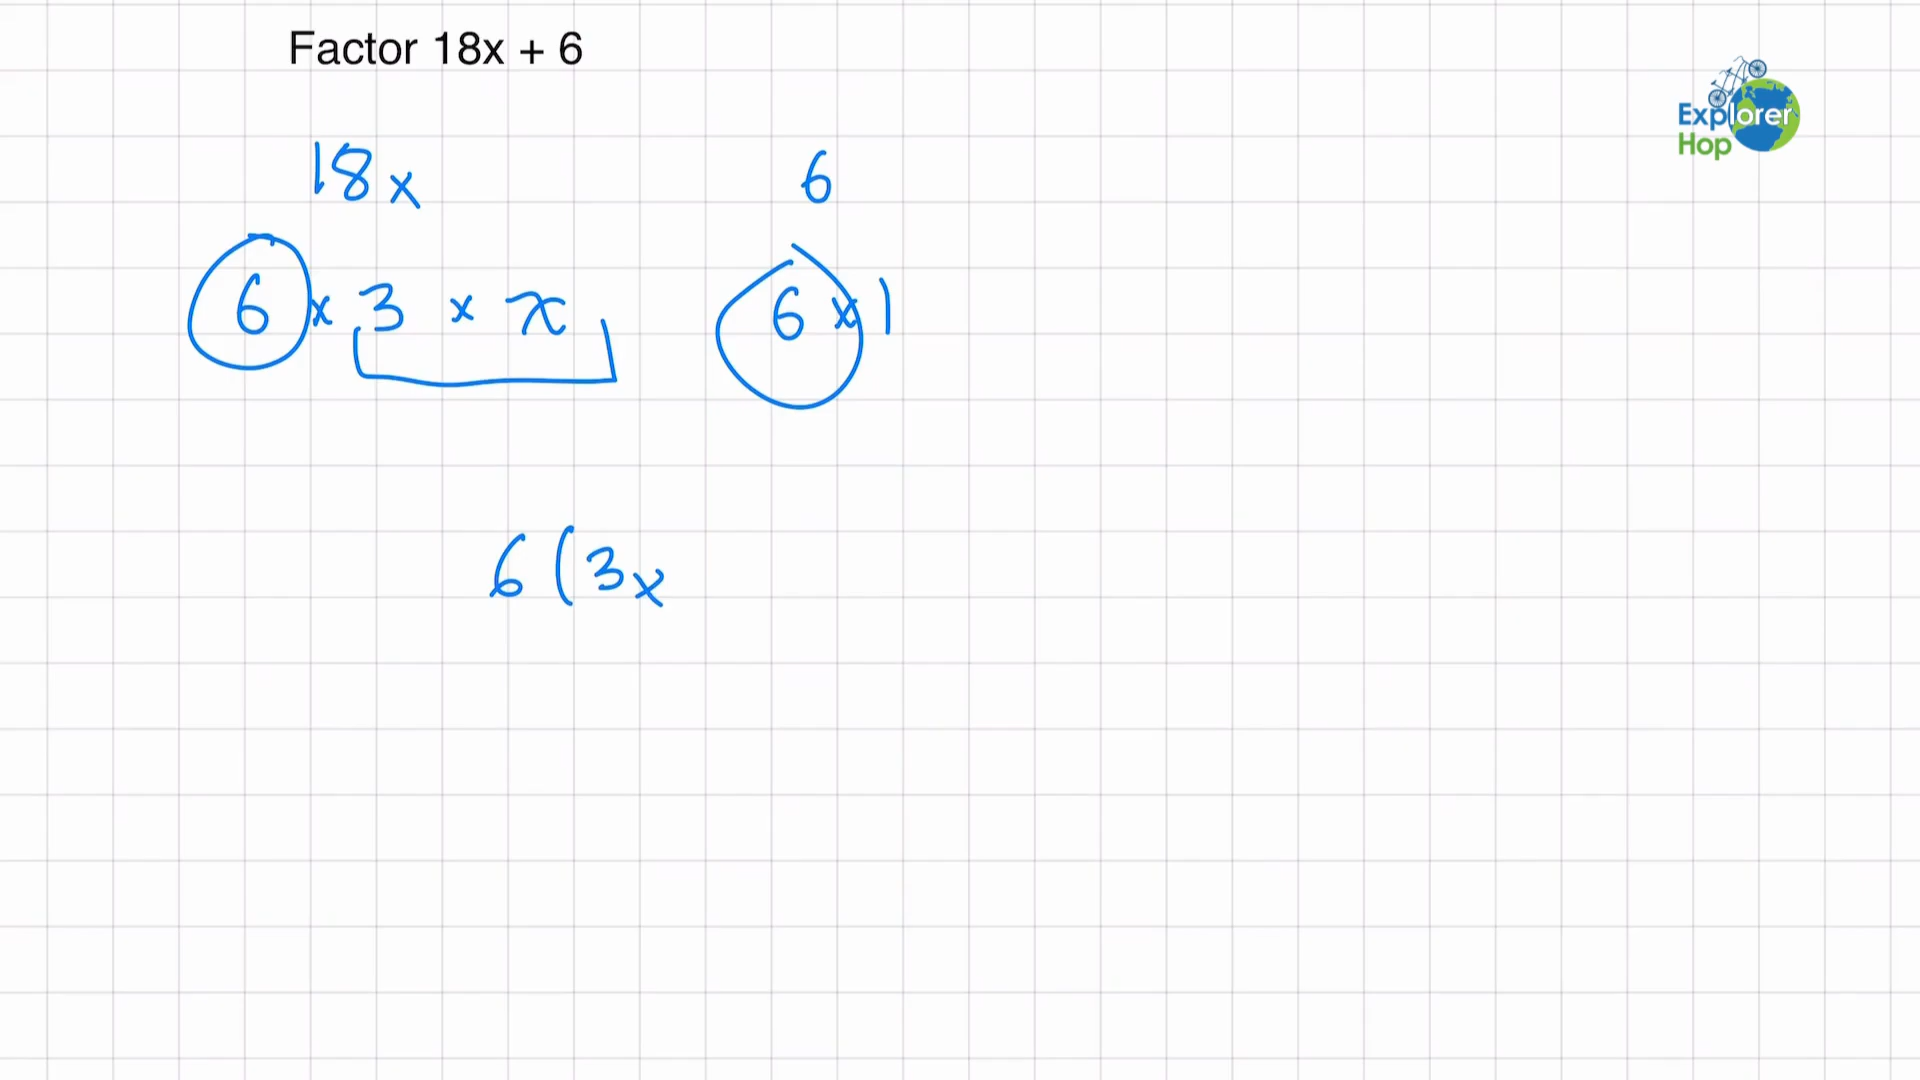 Factor 18x + 6
Explorer
Hop
18x 6
6 x 3 x x 6 x 1
6 (3x